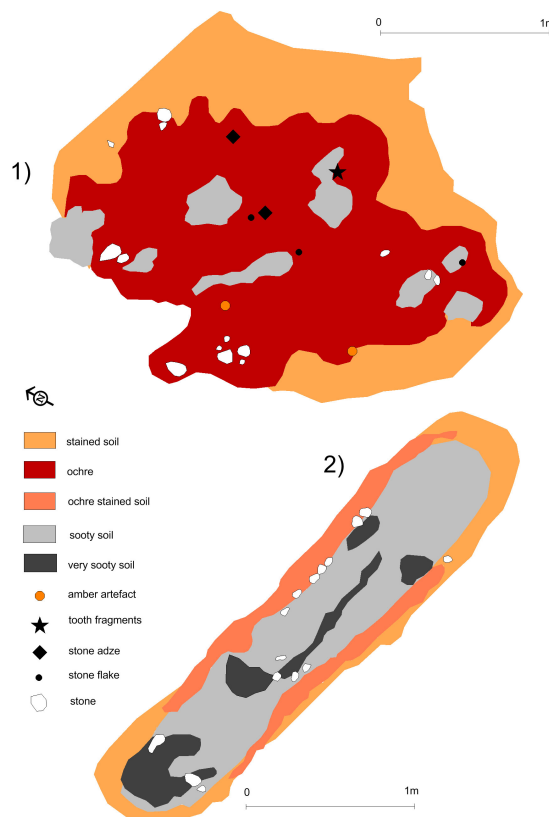 0 1m
1)
N
stained soil
ochre
ochre stained soil
sooty soil
very sooty soil
amber artefact
tooth fragments
stone adze
stone flake
stone
2)
0 1m